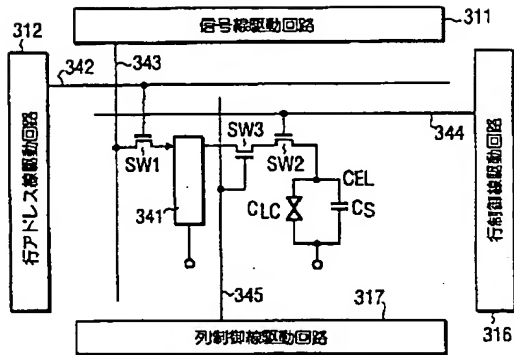 信号線駆動回路
311
312
行アドレス線駆動回路
342
343
344
SW1
SW3
SW2
341
CEL
CLC
CS
345
317
列制御線駆動回路
行制御線駆動回路
316